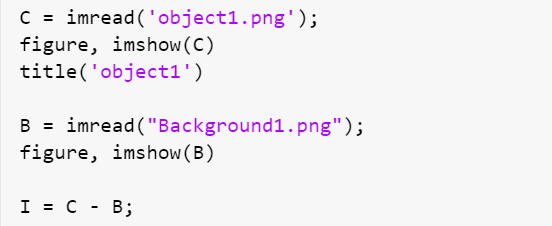 C = imread('object1.png');
figure, imshow(C)
title('object1')
B = imread("Background1.png");
figure, imshow(B)
I = C - B;